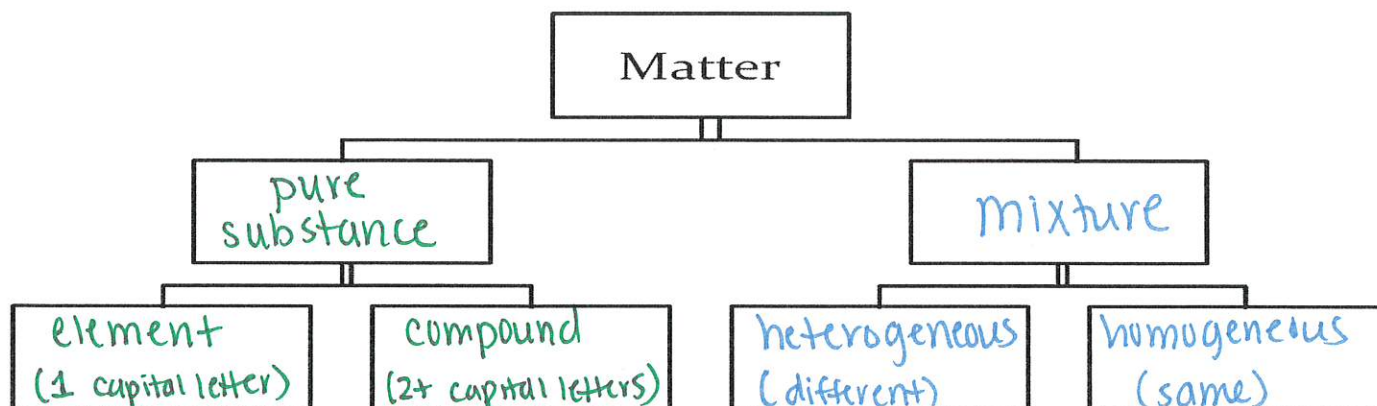 Matter
pure
substance
mixture
element
(1 capital letter)
compound
(2+ capital letters)
heterogeneous
(different)
homogeneous
(same)